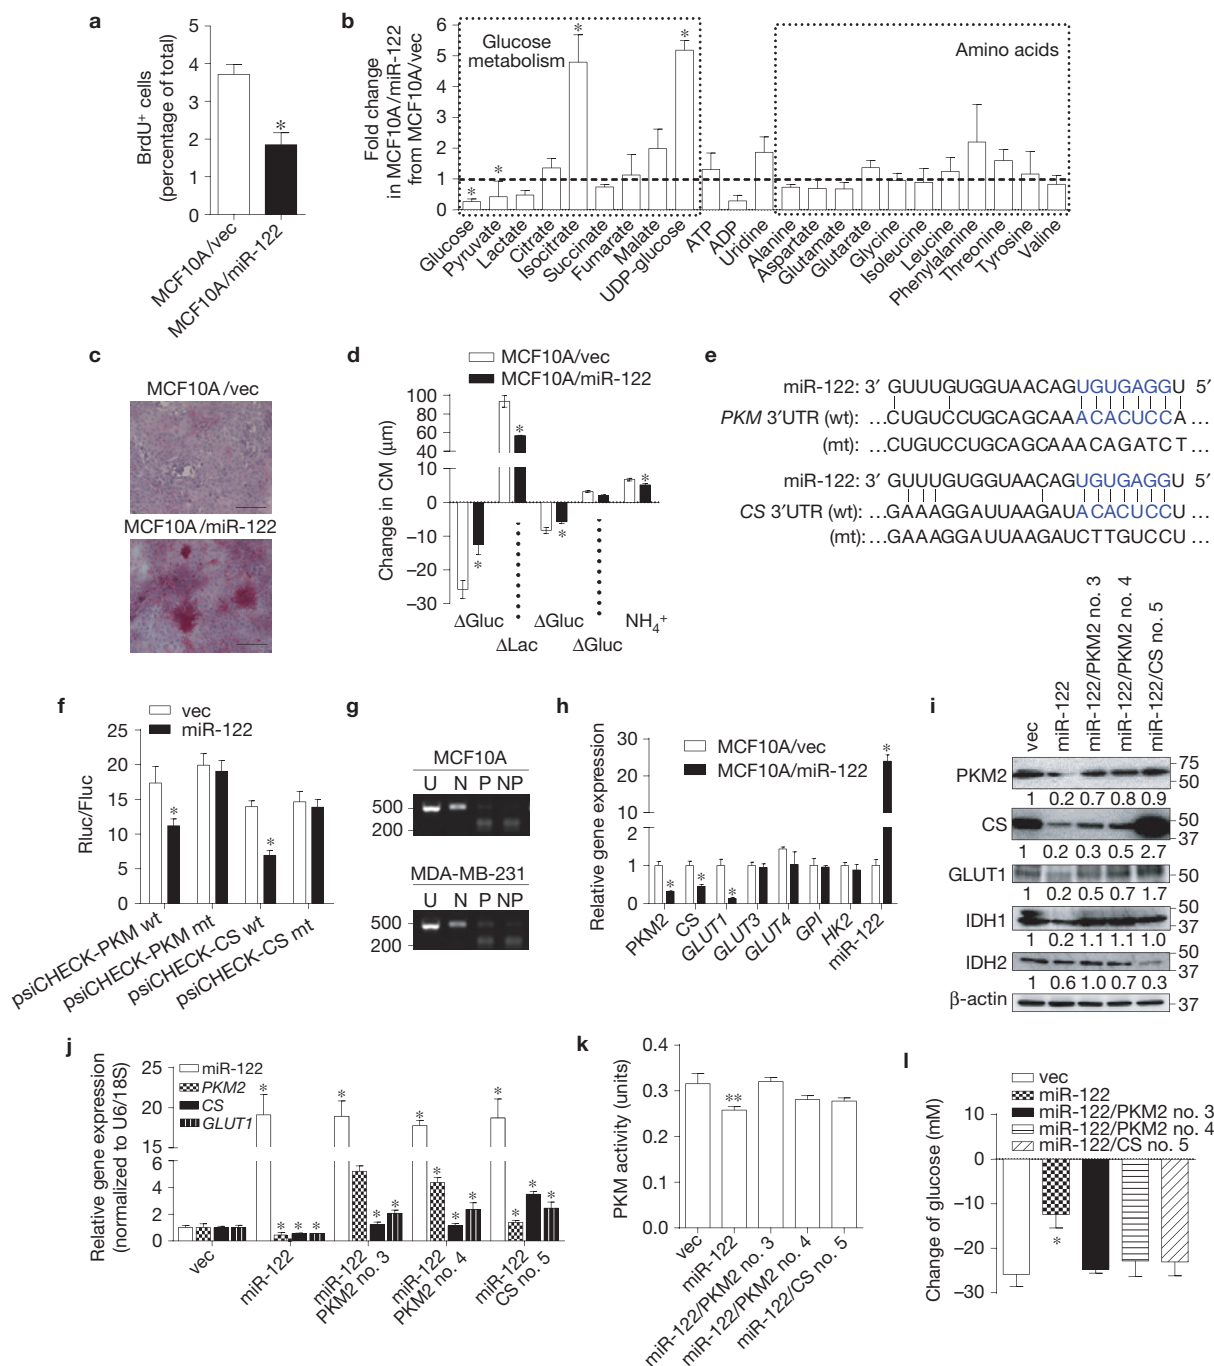 a
BrdU⁺ cells
(percentage of total)
5
4
3
2
1
0
*
MCF10A/vec
MCF10A/miR-122
b
Fold change
in MCF10A/miR-122
from MCF10A/vec
6
5
4
3
2
1
0
Glucose
metabolism
Amino acids
* * * *
Glucose
Pyruvate
Lactate
Citrate
Isocitrate
Succinate
Fumarate
Malate
UDP-glucose
ATP
ADP
Uridine
Alanine
Aspartate
Glutamate
Glutarate
Glycine
Isoleucine
Leucine
Phenylalanine
Threonine
Tyrosine
Valine
c
MCF10A/vec
MCF10A/miR-122
d
MCF10A/vec
MCF10A/miR-122
Change in CM (μm)
100
80
60
40
10
0
−10
−20
−30
* * * *
ΔGluc
ΔLac
ΔGluc
ΔGluc
NH₄⁺
e
miR-122: 3′ GUUUGUGGUAACAGUGUGAGGU 5′
PKM 3′UTR (wt): ...CUGUCCUGCAGCAAACACUCCA ...
(mt): ...CUGUCCUGCAGCAAACAGATCT ...
miR-122: 3′ GUUUGUGGUAACAGUGUGAGGU 5′
CS 3′UTR (wt): ...GAAAGGAUUAAGAUACACUCCU ...
(mt): ...GAAAGGAUUAAGAUCTTGUCCU ...
f
vec
miR-122
Rluc/Fluc
25
20
15
10
5
0
* *
psiCHECK-PKM wt
psiCHECK-PKM mt
psiCHECK-CS wt
psiCHECK-CS mt
g
MCF10A
U N P NP
500
200
MDA-MB-231
U N P NP
500
200
h
MCF10A/vec
MCF10A/miR-122
Relative gene expression
30
20
10
2
1
0
* * * *
PKM2
CS
GLUT1
GLUT3
GLUT4
GPI
HK2
miR-122
i
vec
miR-122
miR-122/PKM2 no. 3
miR-122/PKM2 no. 4
miR-122/CS no. 5
PKM2
75
50
1 0.2 0.7 0.8 0.9
CS
50
37
1 0.2 0.3 0.5 2.7
GLUT1
50
1 0.2 0.5 0.7 1.7
IDH1
50
37
1 0.2 1.1 1.1 1.0
IDH2
50
37
1 0.6 1.0 0.7 0.3
β-actin
37
j
miR-122
PKM2
CS
GLUT1
Relative gene expression
(normalized to U6/18S)
25
20
15
6
4
2
0
* * * * * * * * * * * * * *
vec
miR-122
miR-122
PKM2 no. 3
miR-122
PKM2 no. 4
miR-122
CS no. 5
k
PKM activity (units)
0.4
0.3
0.2
0.1
0.0
**
vec
miR-122
miR-122/PKM2 no. 3
miR-122/PKM2 no. 4
miR-122/CS no. 5
l
vec
miR-122
miR-122/PKM2 no. 3
miR-122/PKM2 no. 4
miR-122/CS no. 5
Change of glucose (mM)
10
0
−10
−20
−30
*